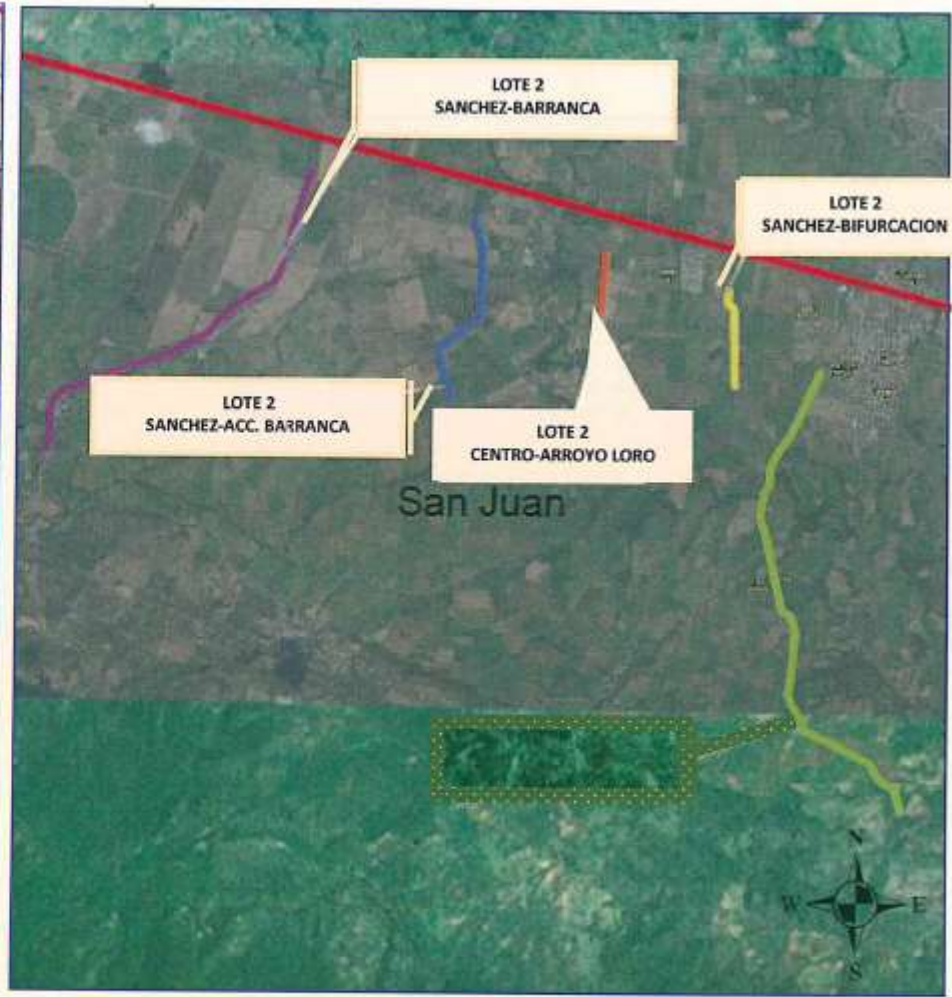 LOTE 2
SANCHEZ-BARRANCA
LOTE 2
SANCHEZ-BIFURCACION
LOTE 2
SANCHEZ-ACC. BARRANCA
LOTE 2
CENTRO-ARROYO LORO
San Juan
N
W
E
S